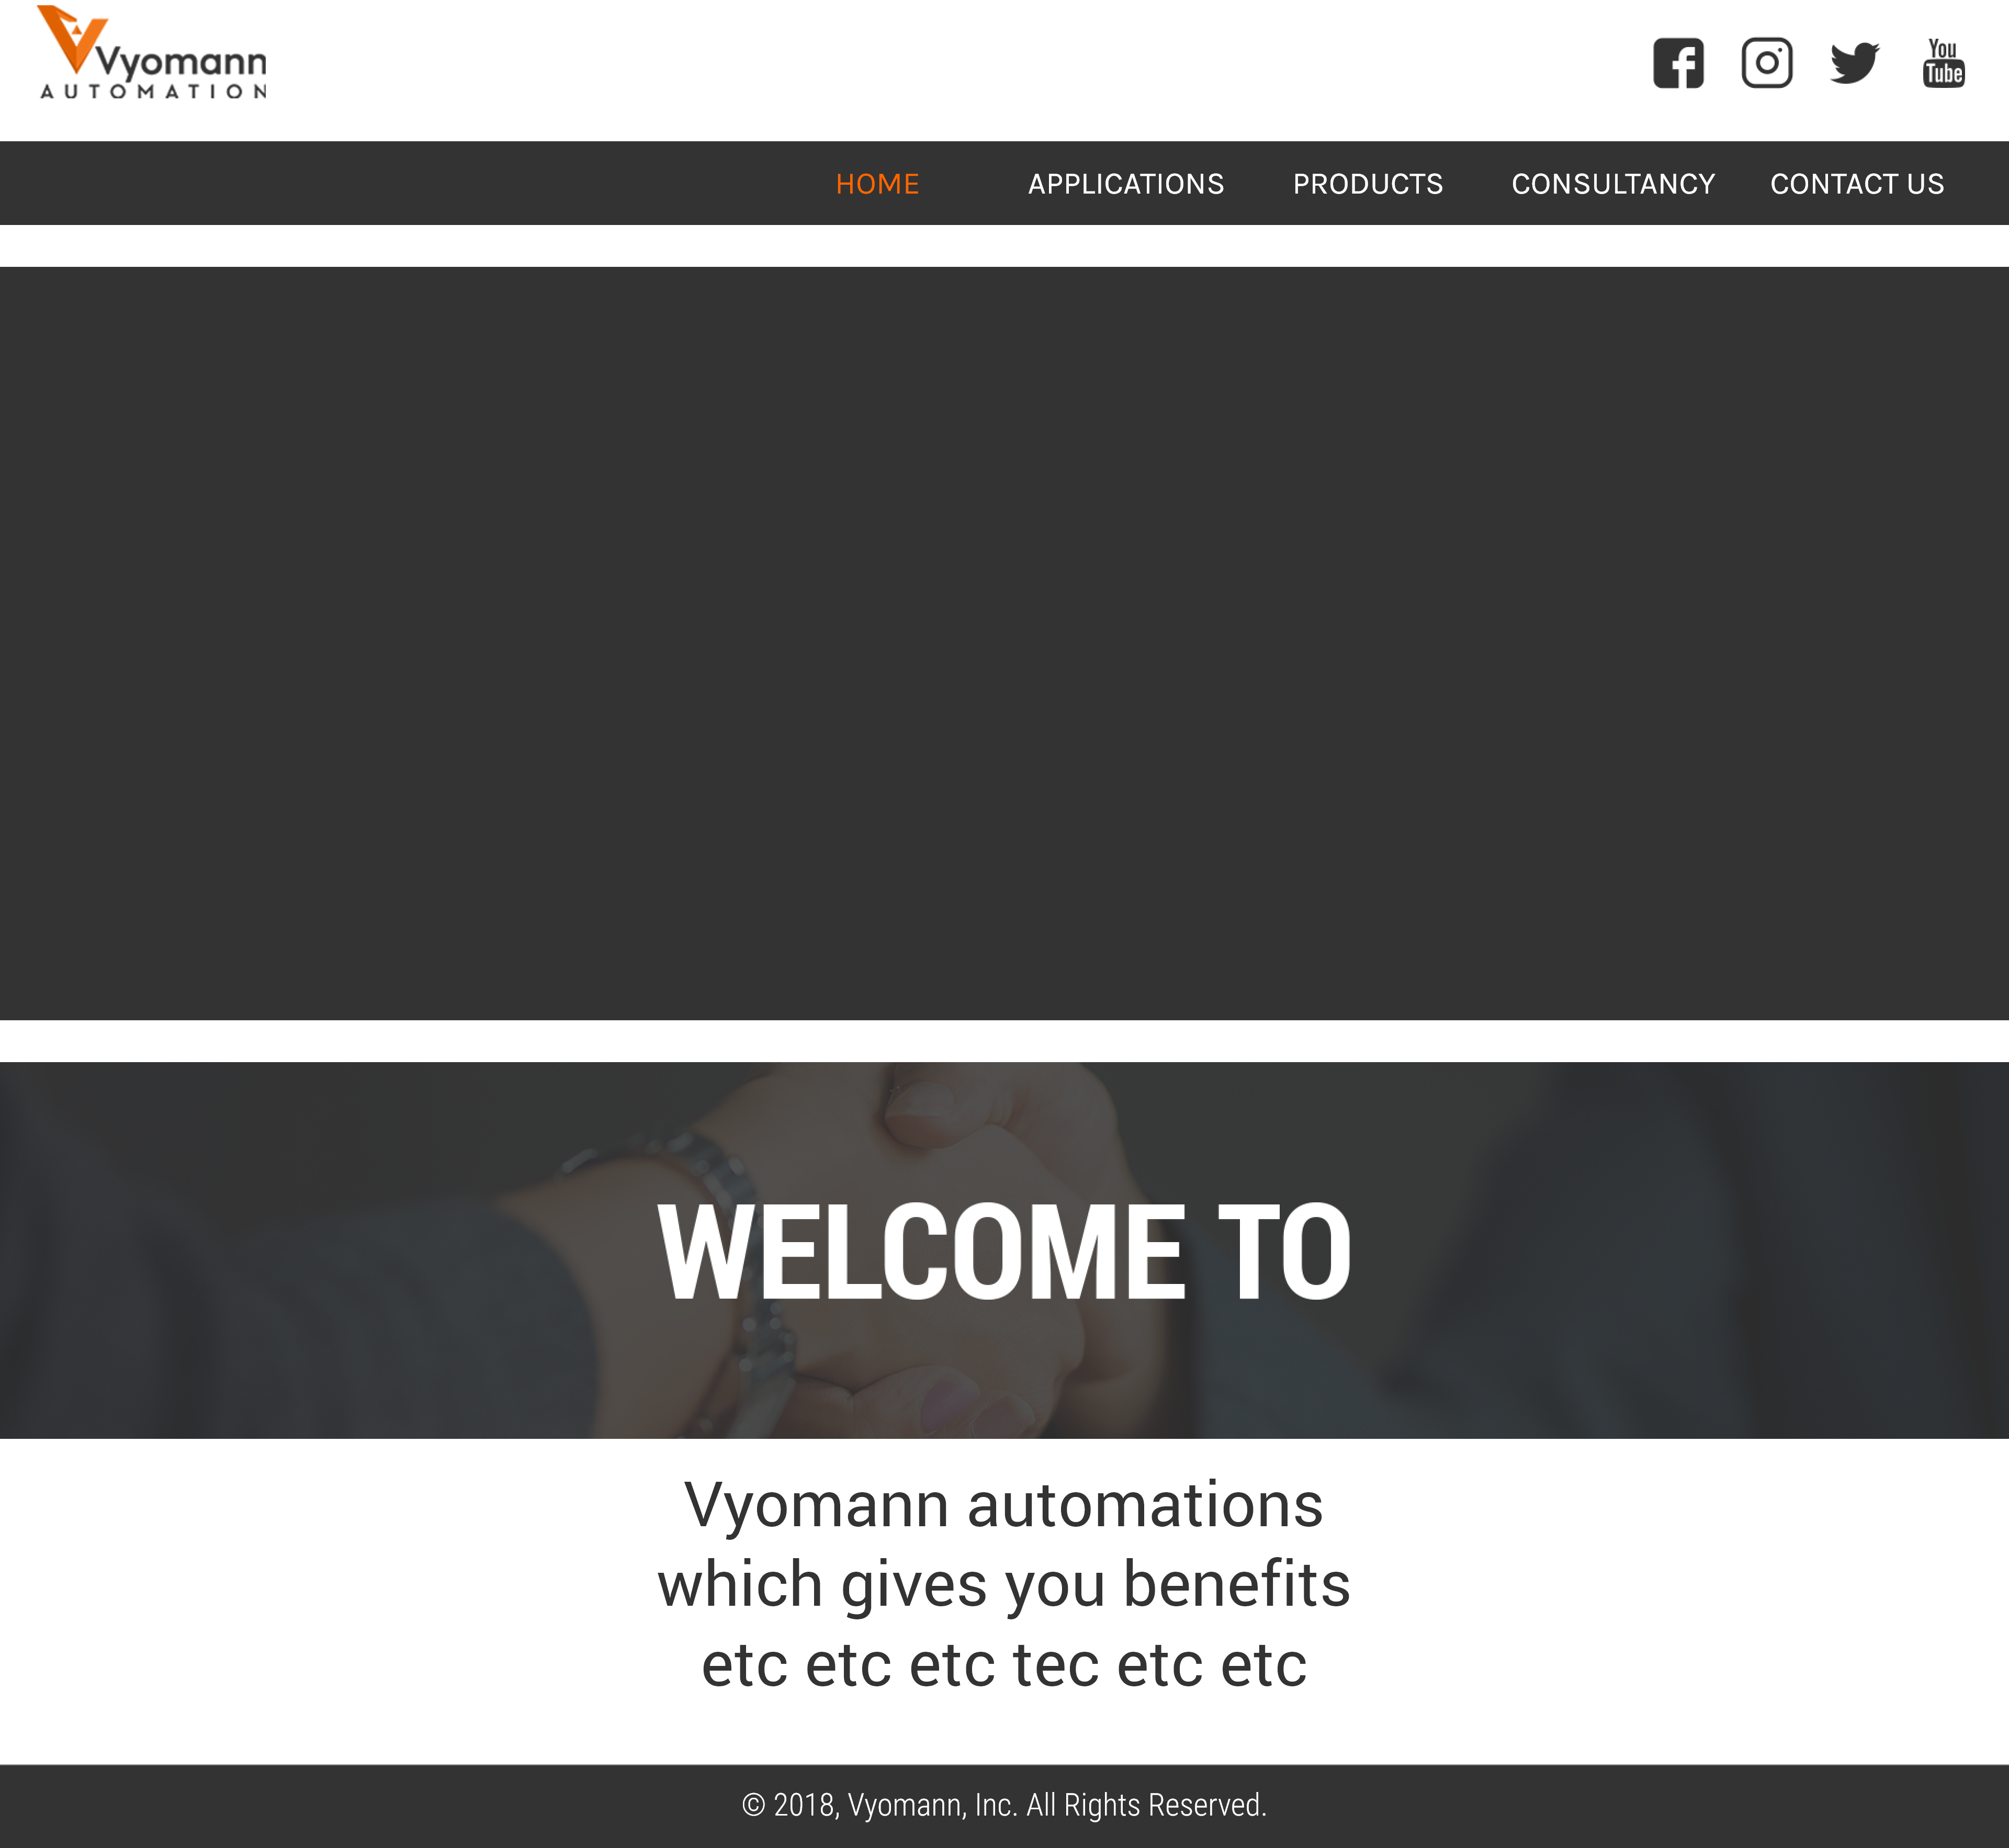 Vyomann
AUTOMATION
You
Tube
HOME APPLICATIONS PRODUCTS CONSULTANCY CONTACT US
WELCOME TO
Vyomann automations
which gives you benefits
etc etc etc tec etc etc
© 2018, Vyomann, Inc. All Rights Reserved.